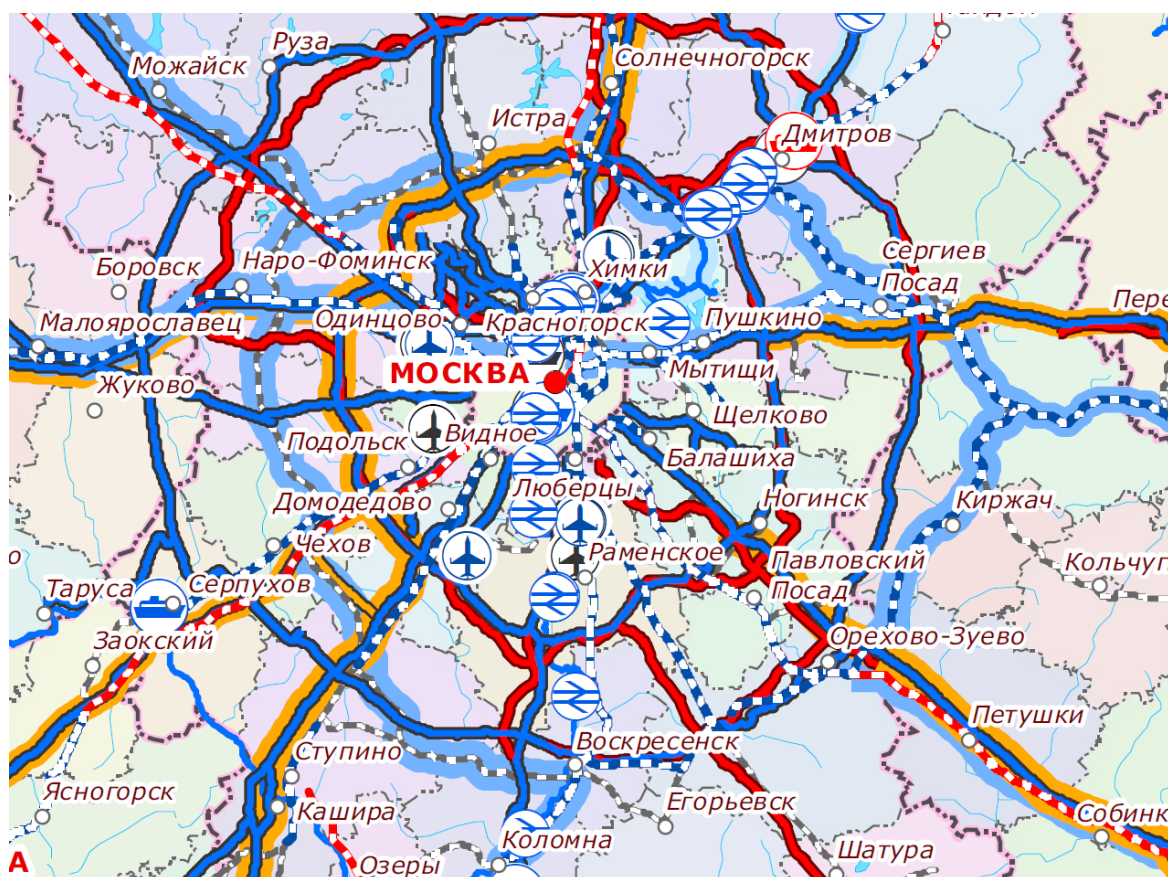 Руза
Можайск
Солнечногорск
Истра
Дмитров
Сергиев
Посад
Боровск
Наро-Фоминск
Химки
Малоярославец
Одинцово
Красногорск
Пушкино
МОСКВА
Мытищи
Жуково
Щелково
Подольск
Видное
Балашиха
Домодедово
Люберцы
Ногинск
Киржач
Чехов
Раменское
Павловский
Посад
Таруса
Серпухов
Заокский
Орехово-Зуево
Петушки
Ступино
Воскресенск
Ясногорск
Кашира
Егорьевск
Коломна
Озеры
Шатура